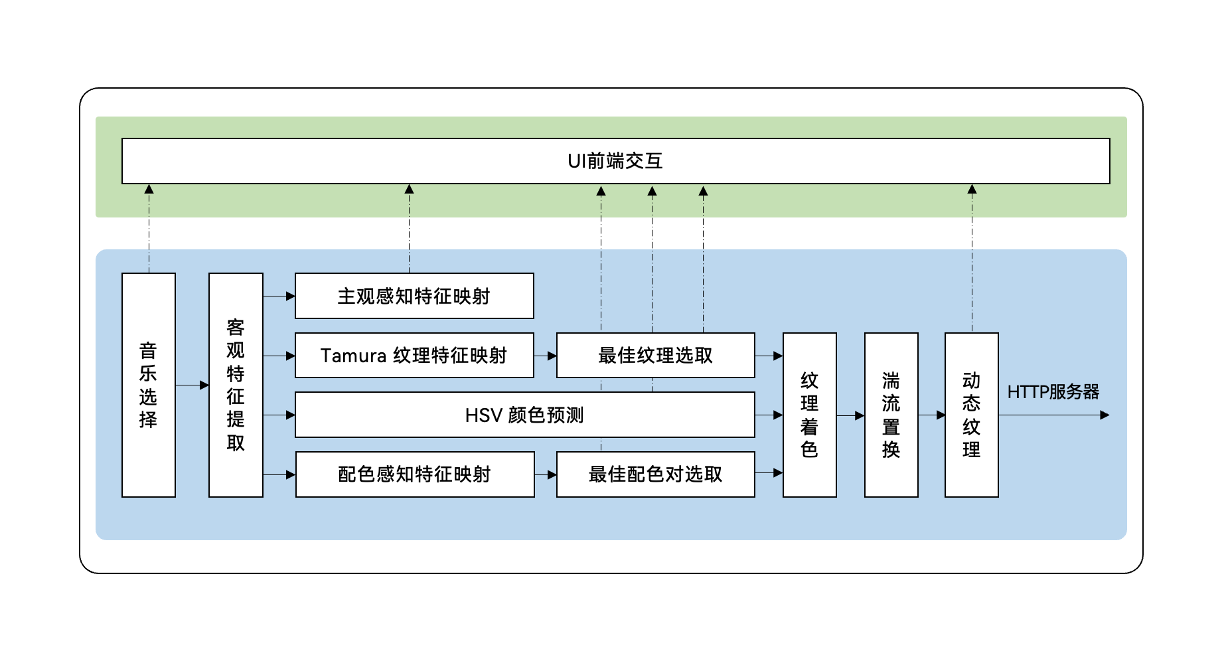 UI前端交互
音乐选择
客观特征提取
主观感知特征映射
Tamura 纹理特征映射
最佳纹理选取
HSV 颜色预测
配色感知特征映射
最佳配色对选取
纹理着色
湍流置换
动态纹理
HTTP服务器